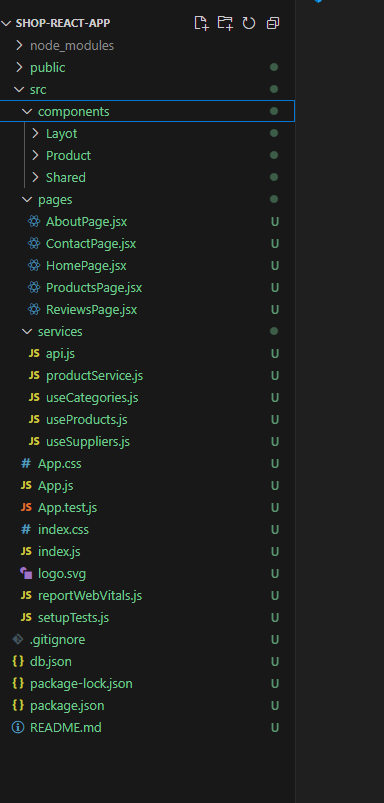 SHOP-REACT-APP
node_modules
public
src
components
Layot
Product
Shared
pages
AboutPage.jsx U
ContactPage.jsx U
HomePage.jsx U
ProductsPage.jsx U
ReviewsPage.jsx U
services
JS api.js U
JS productService.js U
JS useCategories.js U
JS useProducts.js U
JS useSuppliers.js U
# App.css U
JS App.js U
JS App.test.js U
# index.css U
JS index.js U
logo.svg U
JS reportWebVitals.js U
JS setupTests.js U
.gitignore U
{} db.json U
{} package-lock.json U
{} package.json U
README.md U